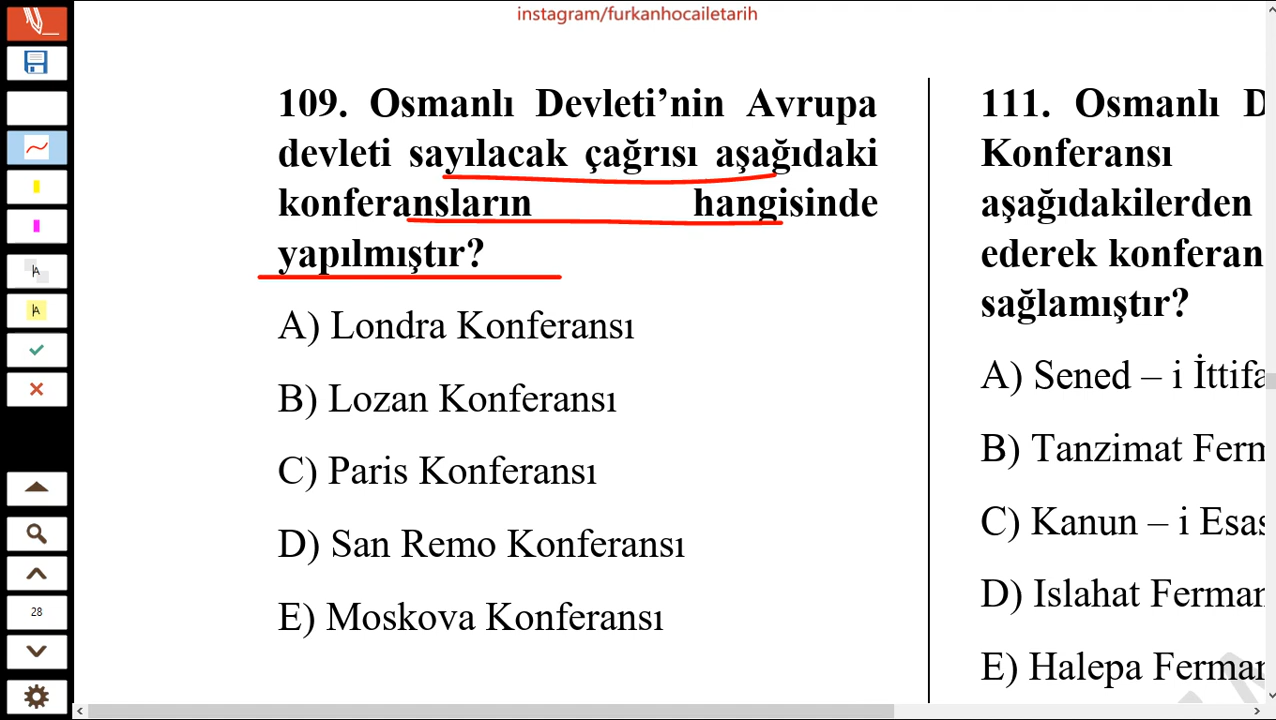 instagram/furkanhocailetarih
109. Osmanlı Devleti’nin Avrupa
devleti sayılacak çağrısı aşağıdaki
konferansların hangisinde
yapılmıştır?
A) Londra Konferansı
B) Lozan Konferansı
C) Paris Konferansı
D) San Remo Konferansı
E) Moskova Konferansı
111. Osmanlı D
Konferansı
aşağıdakilerden
ederek konferan
sağlamıştır?
A) Sened – i İttifa
B) Tanzimat Ferm
C) Kanun – i Esas
D) Islahat Ferman
E) Halepa Ferman
28